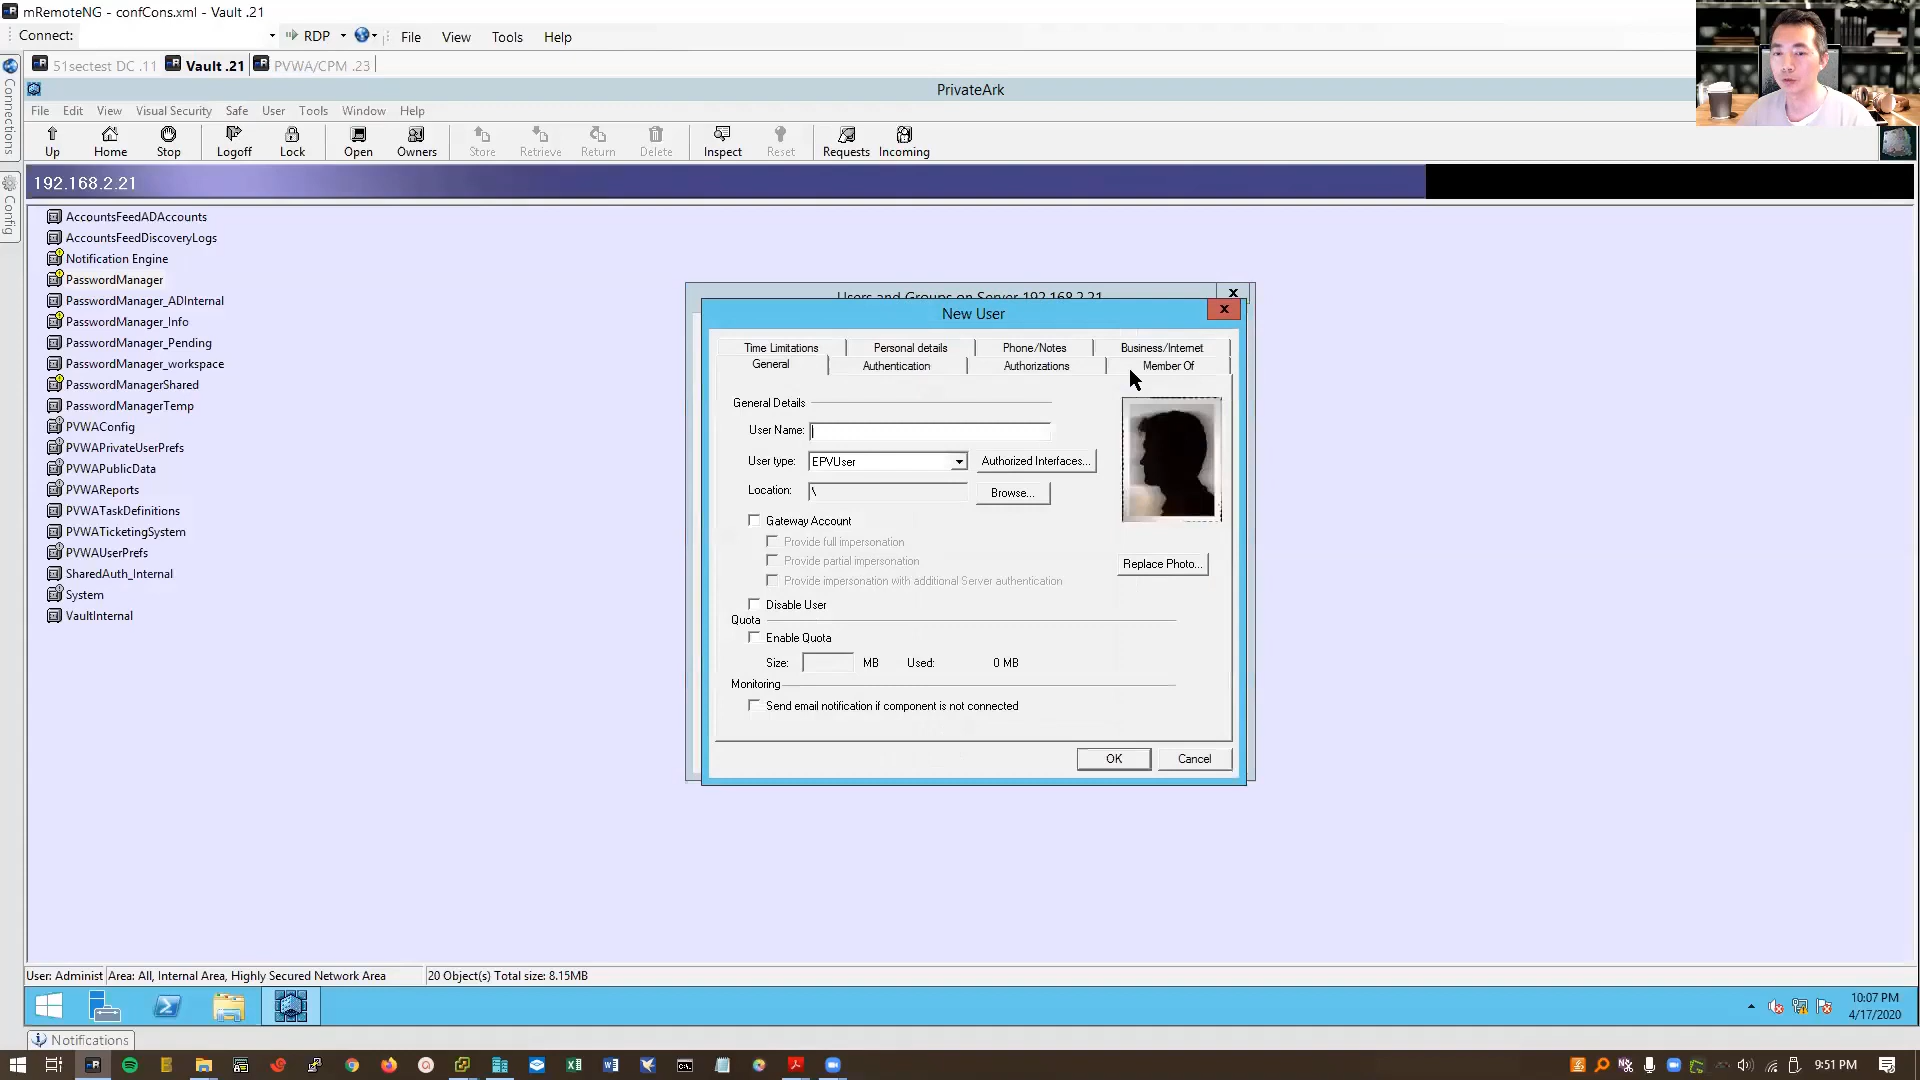 mRemoteNG - confCons.xml - Vault .21
Connect: RDP File View Tools Help
51sectest DC .11 Vault .21 PVWA/CPM .23
Connections
Config
PrivateArk
File Edit View Visual Security Safe User Tools Window Help
Up Home Stop Logoff Lock Open Owners Store Retrieve Return Delete Inspect Reset Requests Incoming
192.168.2.21
AccountsFeedADAccounts
AccountsFeedDiscoveryLogs
Notification Engine
PasswordManager
PasswordManager_ADInternal
PasswordManager_Info
PasswordManager_Pending
PasswordManager_workspace
PasswordManagerShared
PasswordManagerTemp
PVWAConfig
PVWAPrivateUserPrefs
PVWAPublicData
PVWAReports
PVWATaskDefinitions
PVWATicketingSystem
PVWAUserPrefs
SharedAuth_Internal
System
VaultInternal
Users and Groups on Server 192.168.2.21
New User
Time Limitations Personal details Phone/Notes Business/Internet
General Authentication Authorizations Member Of
General Details
User Name:
User type: EPVUser Authorized Interfaces...
Location: \ Browse...
Gateway Account
Provide full impersonation
Provide partial impersonation
Replace Photo...
Provide impersonation with additional Server authentication
Disable User
Quota
Enable Quota
Size: MB Used: 0 MB
Monitoring
Send email notification if component is not connected
OK Cancel
User: Administ Area: All, Internal Area, Highly Secured Network Area 20 Object(s) Total size: 8.15MB
10:07 PM
4/17/2020
Notifications
9:51 PM